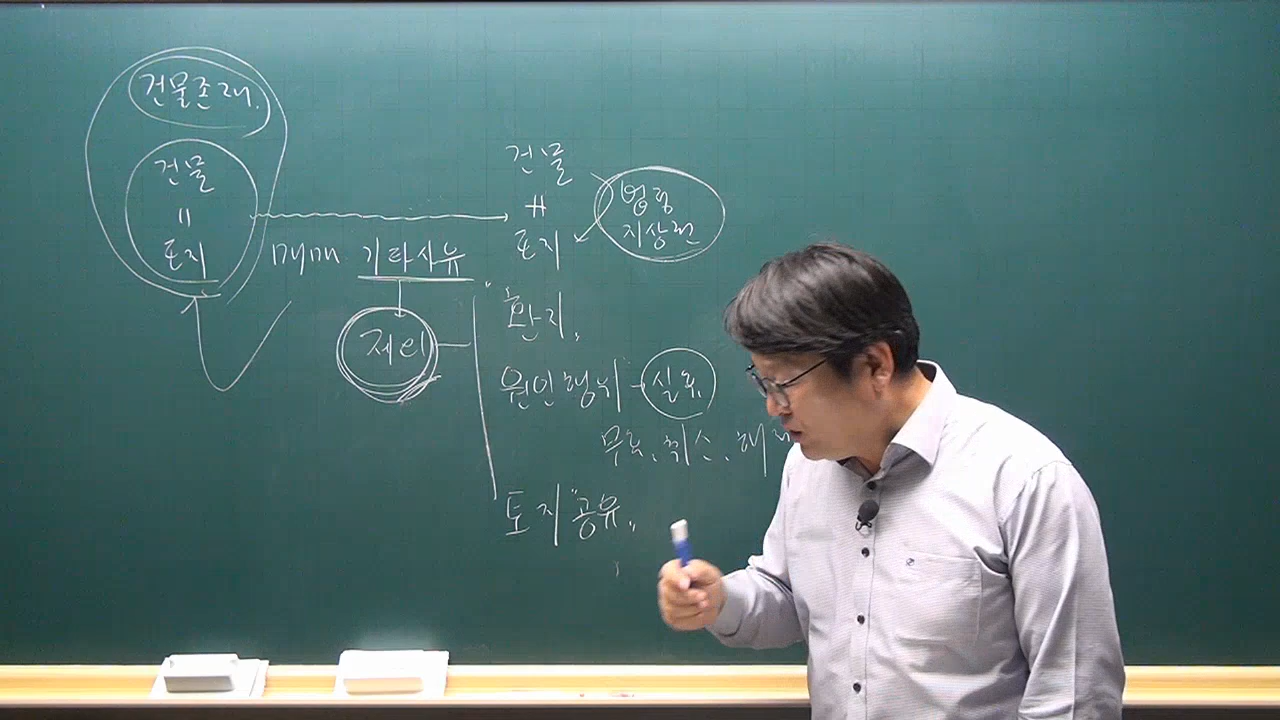 건물존재.
건물
=
토지
매매 기타사유
제외
건물
≠
토지
법정
지상권
"환지,
원인행위 - 실효,
무효, 취소, 해제
토지 "공유"